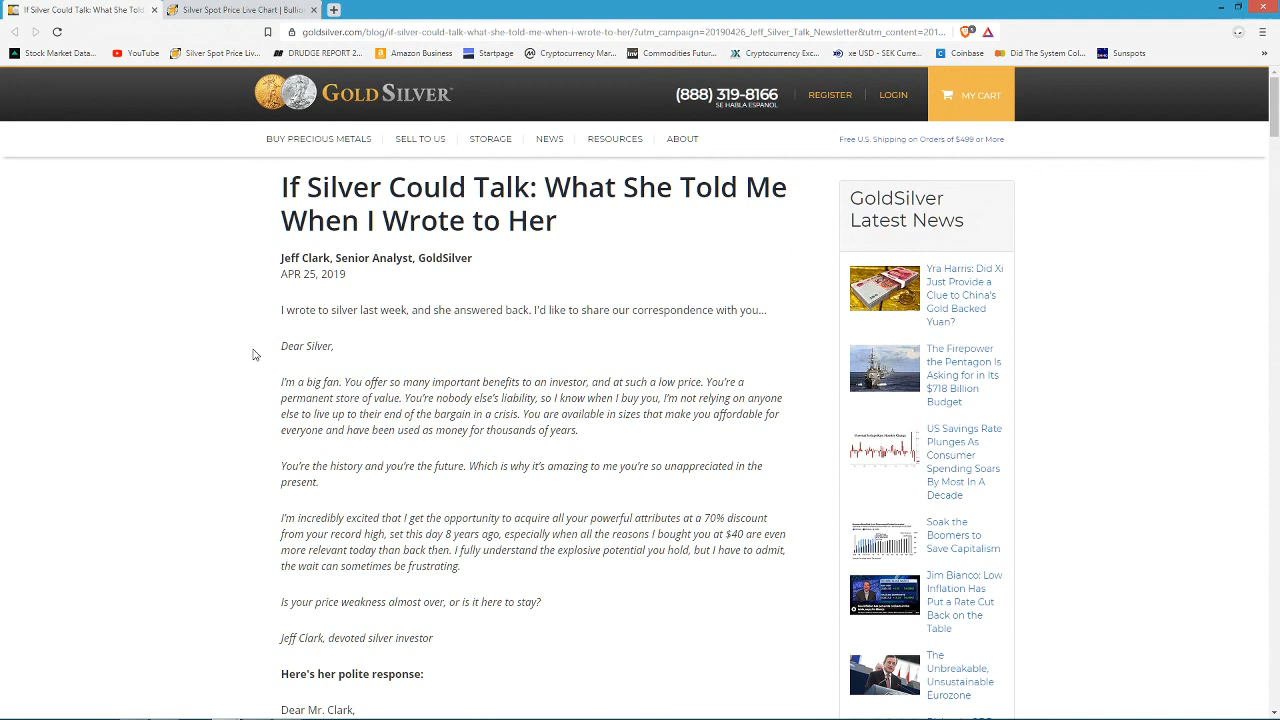 If Silver Could Talk: What She Told
Silver Spot Price Live Chart | Bullio
goldsilver.com/blog/if-silver-could-talk-what-she-told-me-when-i-wrote-to-her/?utm_campaign=20190426_Jeff_Silver_Talk_Newsletter&utm_content=201...
Stock Market Data...
YouTube
Silver Spot Price Liv...
DRUDGE REPORT 2...
Amazon Business
Startpage
Cryptocurrency Mar...
Commodities Futur...
Cryptocurrency Exc...
xe USD - SEK Curre...
Coinbase
Did The System Col...
Sunspots
GOLDSILVER
(888) 319-8166
SE HABLA ESPANOL
REGISTER
LOGIN
MY CART
BUY PRECIOUS METALS
SELL TO US
STORAGE
NEWS
RESOURCES
ABOUT
Free U.S. Shipping on Orders of $499 or More
If Silver Could Talk: What She Told Me
When I Wrote to Her
Jeff Clark, Senior Analyst, GoldSilver
APR 25, 2019
I wrote to silver last week, and she answered back. I'd like to share our correspondence with you...
Dear Silver,
I'm a big fan. You offer so many important benefits to an investor, and at such a low price. You're a
permanent store of value. You're nobody else's liability, so I know when I buy you, I'm not relying on anyone
else to live up to their end of the bargain in a crisis. You are available in sizes that make you affordable for
everyone and have been used as money for thousands of years.
You're the history and you're the future. Which is why it's amazing to me you're so unappreciated in the
present.
I'm incredibly excited that I get the opportunity to acquire all your powerful attributes at a 70% discount
from your record high, set what, eight years ago, especially when all the reasons I bought you at $40 are even
more relevant today than back then. I fully understand the explosive potential you hold, but I have to admit,
the wait can sometimes be frustrating.
Is your price weakness almost over, or is it here to stay?
Jeff Clark, devoted silver investor
Here's her polite response:
Dear Mr. Clark,
GoldSilver
Latest News
Yra Harris: Did Xi
Just Provide a
Clue to China's
Gold Backed
Yuan?
The Firepower
the Pentagon Is
Asking for in Its
$718 Billion
Budget
US Savings Rate
Plunges As
Consumer
Spending Soars
By Most In A
Decade
Soak the
Boomers to
Save Capitalism
Jim Bianco: Low
Inflation Has
Put a Rate Cut
Back on the
Table
The
Unbreakable,
Unsustainable
Eurozone